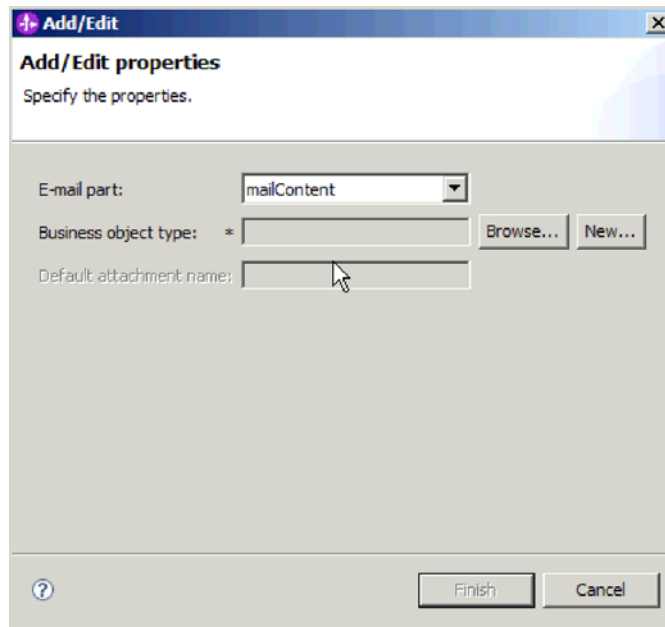 Add/Edit
Add/Edit properties
Specify the properties.
E-mail part: mailContent
Business object type: * Browse... New...
Default attachment name:
? Finish Cancel